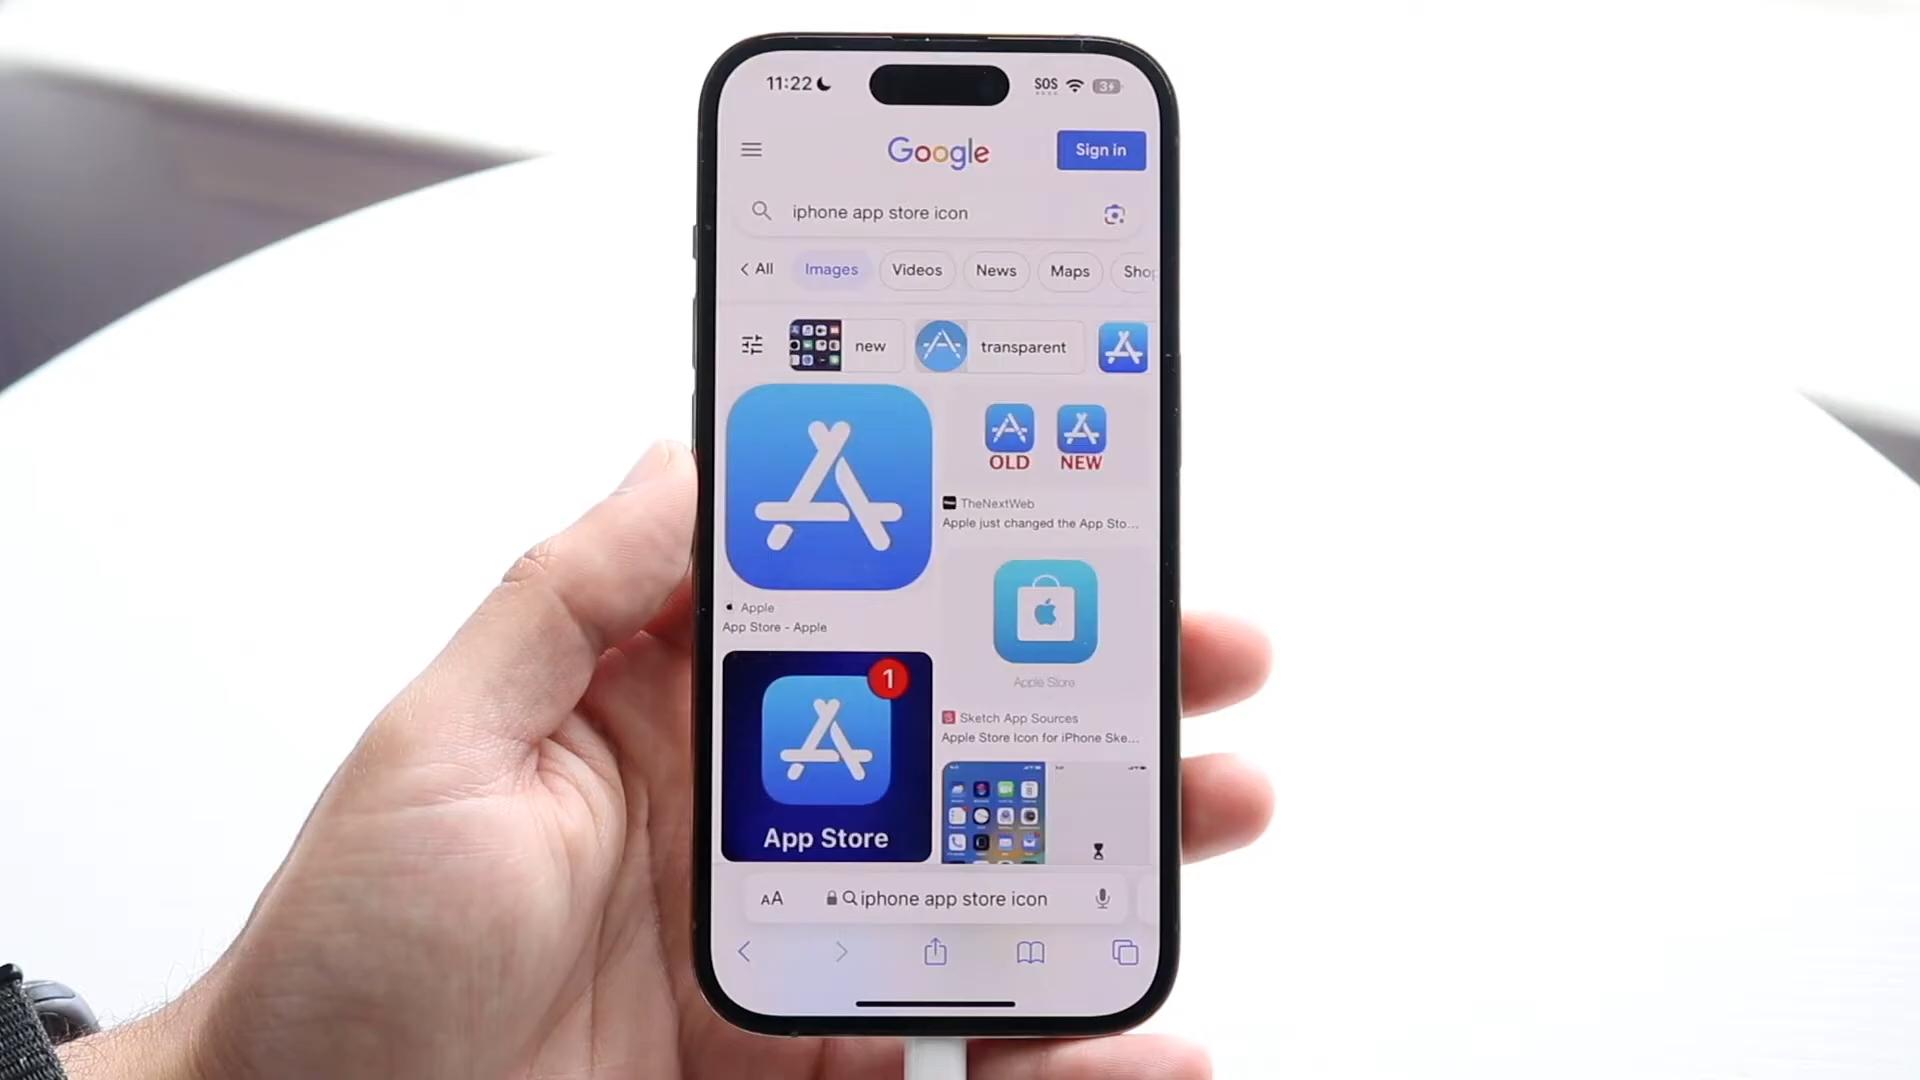 11:22
SOS
3
Google
Sign in
iphone app store icon
All
Images
Videos
News
Maps
Shop
new
transparent
OLD
NEW
TheNextWeb
Apple just changed the App Sto...
Apple
App Store - Apple
Apple Store
Sketch App Sources
Apple Store Icon for iPhone Ske...
1
App Store
AA
iphone app store icon